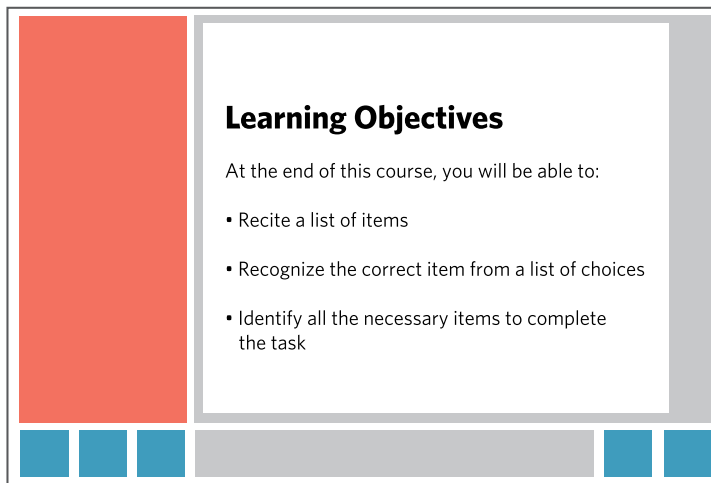 Learning Objectives
At the end of this course, you will be able to:
• Recite a list of items
• Recognize the correct item from a list of choices
• Identify all the necessary items to complete
the task